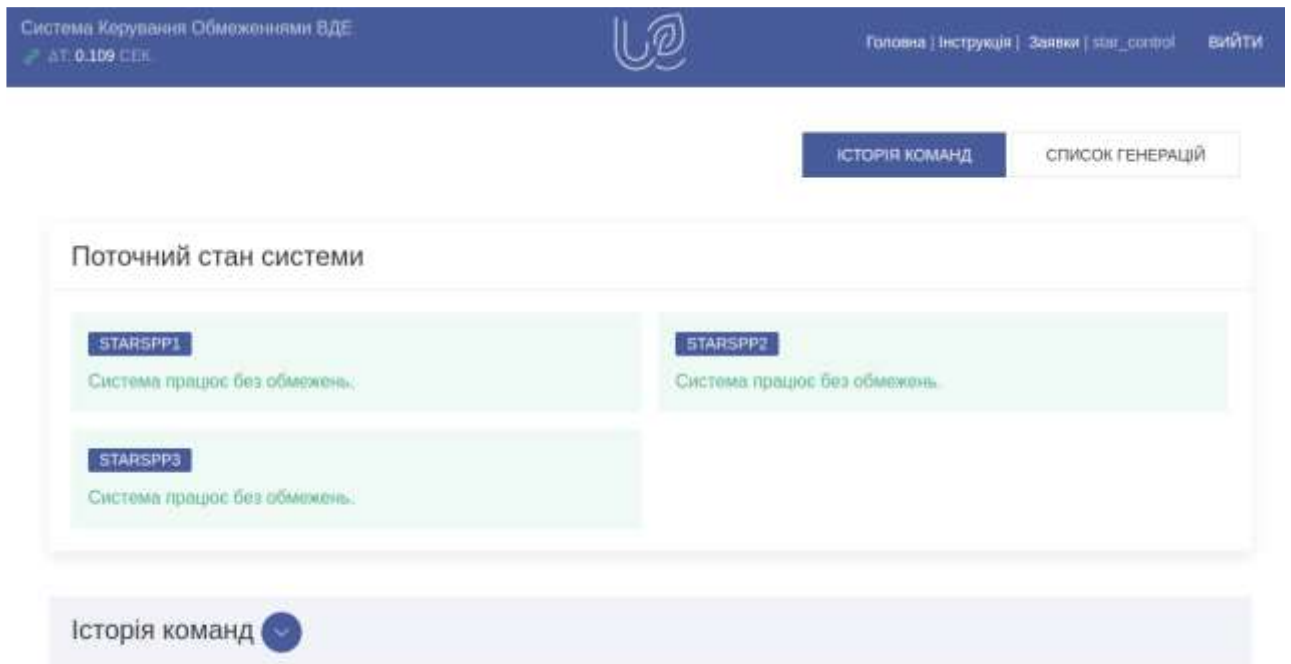 Система Керування Обмеженнями ВДЕ
ΔT: 0.109 СЕК.
Головна | Інструкція | Заявки | star_control ВИЙТИ
ІСТОРІЯ КОМАНД СПИСОК ГЕНЕРАЦІЙ
Поточний стан системи
STARSPP1 STARSPP2
Система працює без обмежень. Система працює без обмежень.
STARSPP3
Система працює без обмежень.
Історія команд